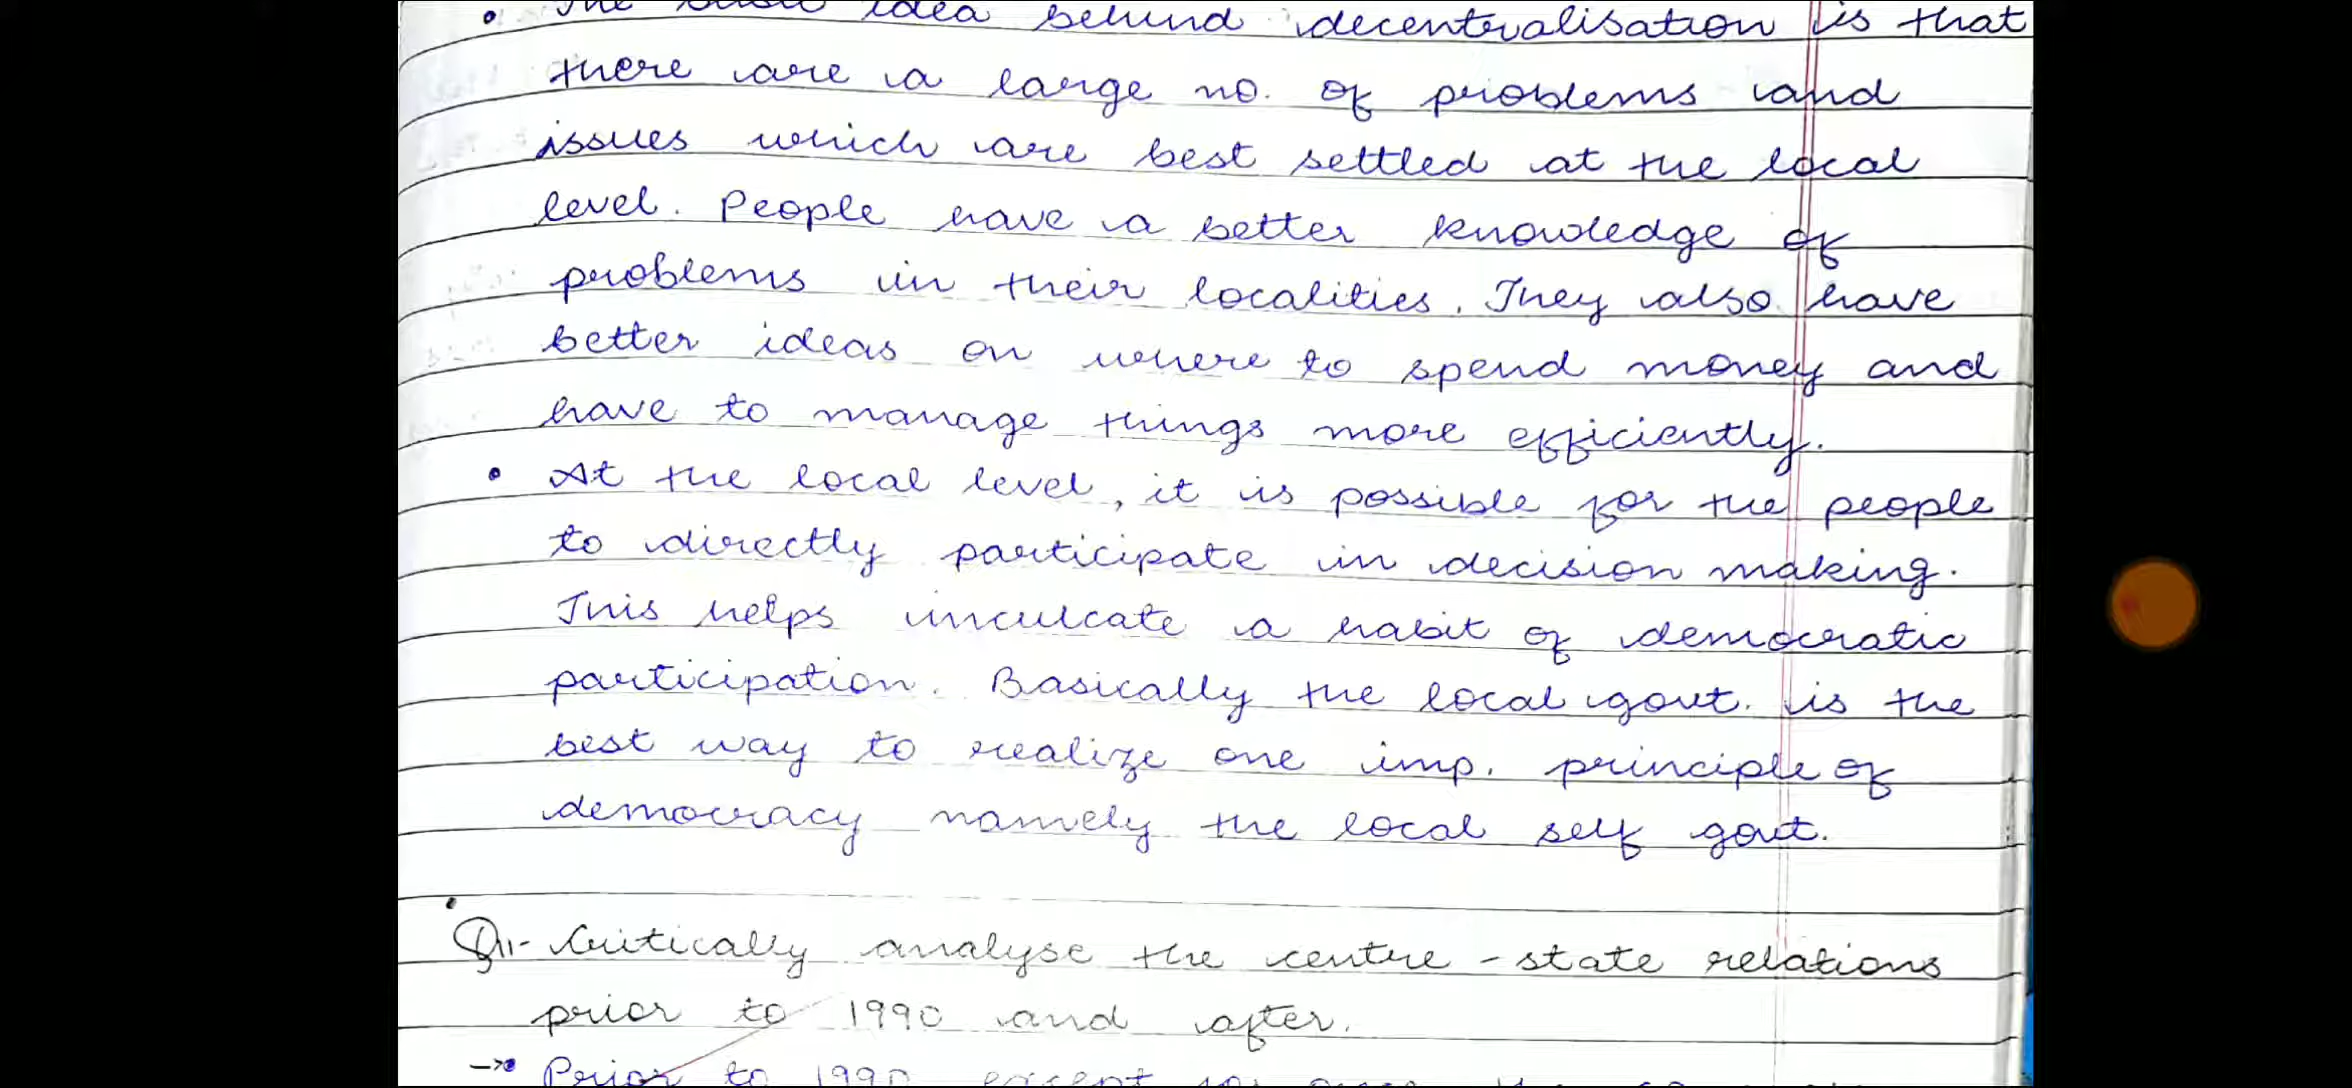 • The basic idea behind decentralisation is that
there are a large no. of problems and
issues which are best settled at the local
level. People have a better knowledge of
problems in their localities. They also have
better ideas on where to spend money and
have to manage things more efficiently.
• At the local level, it is possible for the people
to directly participate in decision making.
This helps inculcate a habit of democratic
participation. Basically the local govt. is the
best way to realize one imp. principle of
democracy namely the local self govt.
Q11- Critically analyse the centre - state relations
prior to 1990 and after.
→• Prior to 1990 except